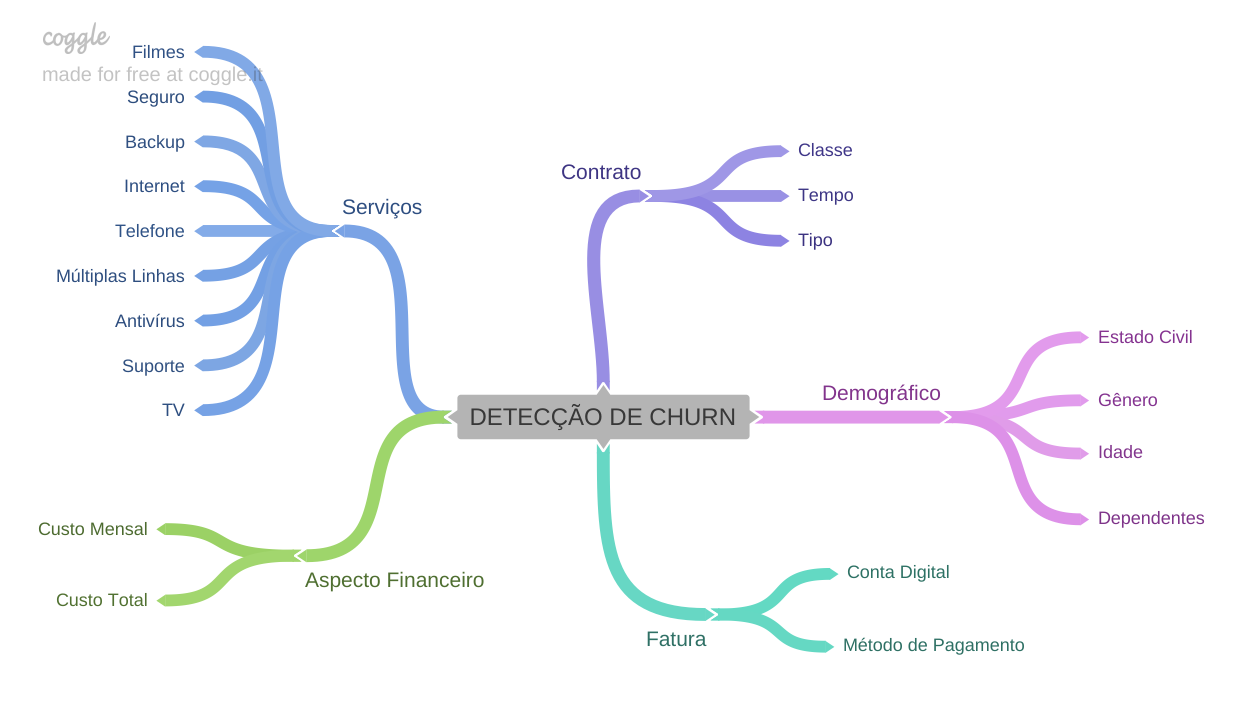 coggle
made for free at coggle.it
Filmes
Seguro
Backup
Internet
Telefone
Múltiplas Linhas
Antivírus
Suporte
TV
Serviços
Contrato
Classe
Tempo
Tipo
DETECÇÃO DE CHURN
Demográfico
Estado Civil
Gênero
Idade
Dependentes
Custo Mensal
Custo Total
Aspecto Financeiro
Fatura
Conta Digital
Método de Pagamento